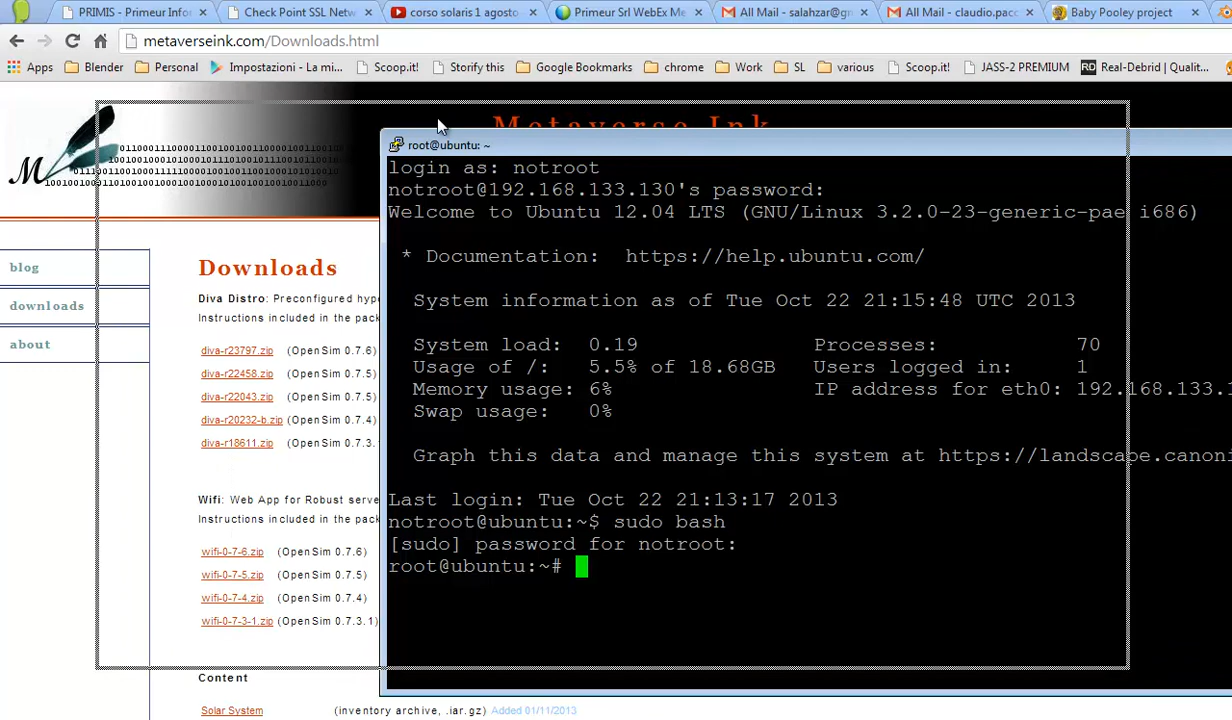 PRIMIS - Primeur Infor
Check Point SSL Net
corso solaris 1 agosto
Primeur Srl WebEx Me
All Mail - salahzar@gm
All Mail - claudio.pacc
Baby Pooley project
metaverseink.com/Downloads.html
Apps
Blender
Personal
Impostazioni - La mi...
Scoop.it!
Storify this
Google Bookmarks
chrome
Work
SL
various
Scoop.it!
JASS-2 PREMIUM
Real-Debrid | Qualit...
Metaverse Ink
M
blog
downloads
about
Downloads
Diva Distro: Preconfigured hype
Instructions included in the pack
diva-r23797.zip (OpenSim 0.7.6)
diva-r22458.zip (OpenSim 0.7.5
diva-r22043.zip (OpenSim 0.7.5
diva-r20232-b.zip (OpenSim 0.7.4)
diva-r18611.zip (OpenSim 0.7.3.1
Wifi: Web App for Robust serve
Instructions included in the pack
wifi-0-7-6.zip (OpenSim 0.7.6)
wifi-0-7-5.zip (OpenSim 0.7.5)
wifi-0-7-4.zip (OpenSim 0.7.4)
wifi-0-7-3-1.zip (OpenSim 0.7.3.1)
Content
Solar System (inventory archive, .iar.gz) Added 01/11/2013
root@ubuntu: ~
login as: notroot
notroot@192.168.133.130's password:
Welcome to Ubuntu 12.04 LTS (GNU/Linux 3.2.0-23-generic-pae i686)
* Documentation: https://help.ubuntu.com/
System information as of Tue Oct 22 21:15:48 UTC 2013
System load: 0.19 Processes: 70
Usage of /: 5.5% of 18.68GB Users logged in: 1
Memory usage: 6% IP address for eth0: 192.168.133.1
Swap usage: 0%
Graph this data and manage this system at https://landscape.canoni
Last login: Tue Oct 22 21:13:17 2013
notroot@ubuntu:~$ sudo bash
[sudo] password for notroot:
root@ubuntu:~#